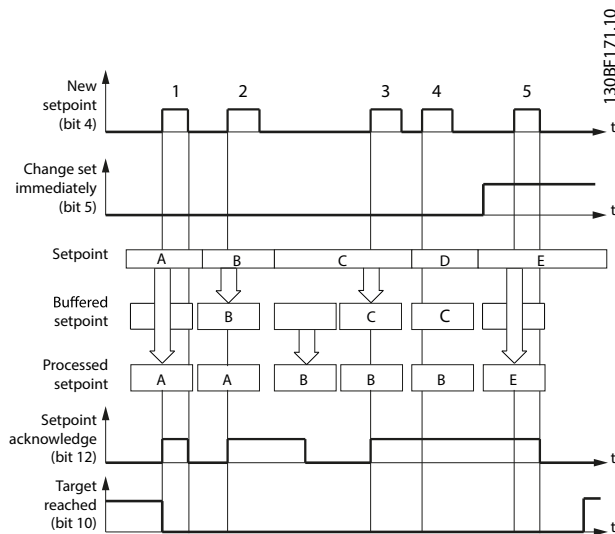 130BF171.10
1 2 3 4 5
New
setpoint
(bit 4)
t
Change set
immediately
(bit 5)
t
Setpoint A B C D E
Buffered
setpoint
B C C
Processed
setpoint
A A B B B E
Setpoint
acknowledge
(bit 12)
t
Target
reached
(bit 10)
t